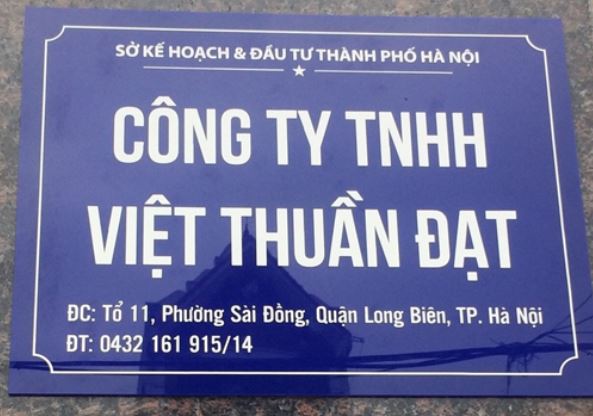 SỞ KẾ HOẠCH & ĐẦU TƯ THÀNH PHỐ HÀ NỘI
CÔNG TY TNHH
VIỆT THUẦN ĐẠT
ĐC: Tổ 11, Phường Sài Đồng, Quận Long Biên, TP. Hà Nội
ĐT: 0432 161 915/14